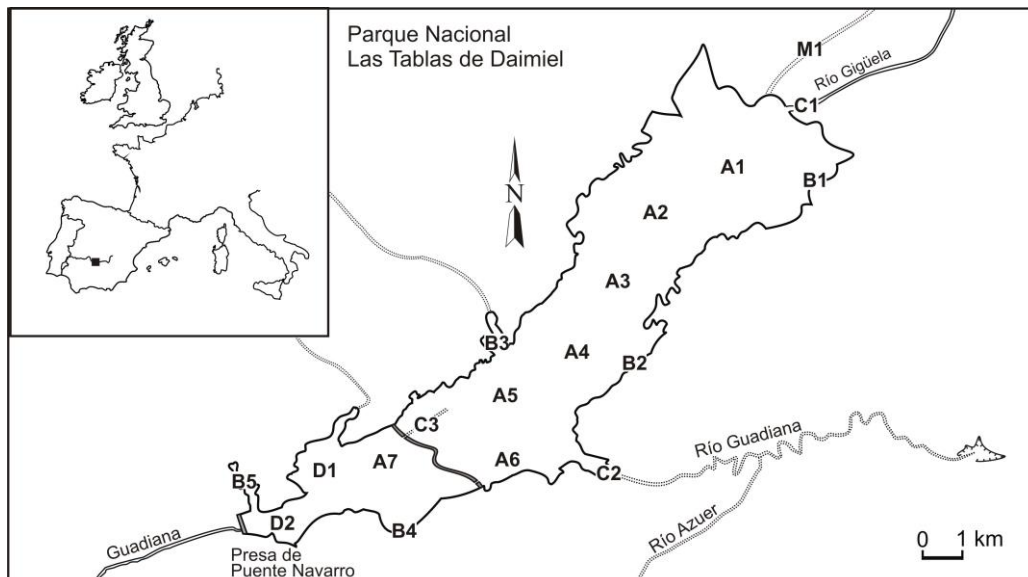 Parque Nacional
Las Tablas de Daimiel
M1
Río Gigüela
C1
A1
B1
A2
N
A3
B3
A4
B2
A5
C3
Río Guadiana
A7
A6
D1
C2
B5
D2
B4
Río Azuer
Guadiana
Presa de
Puente Navarro
0 1 km